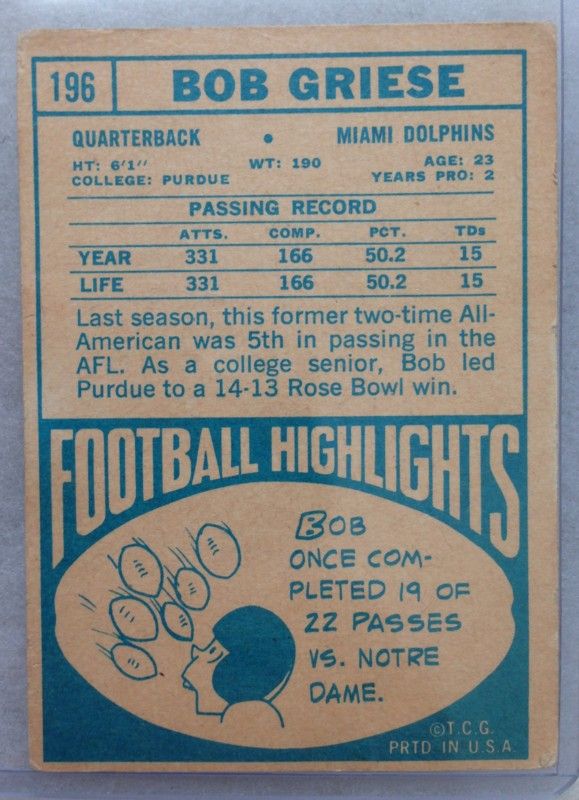 196 BOB GRIESE
QUARTERBACK • MIAMI DOLPHINS
HT: 6'1" WT: 190 AGE: 23
COLLEGE: PURDUE YEARS PRO: 2
PASSING RECORD
ATTS. COMP. PCT. TDs
YEAR 331 166 50.2 15
LIFE 331 166 50.2 15
Last season, this former two-time All-
American was 5th in passing in the
AFL. As a college senior, Bob led
Purdue to a 14-13 Rose Bowl win.
FOOTBALL HIGHLIGHTS
BOB
ONCE COM-
PLETED 19 OF
22 PASSES
VS. NOTRE
DAME.
©T.C.G.
PRTD IN U.S.A.